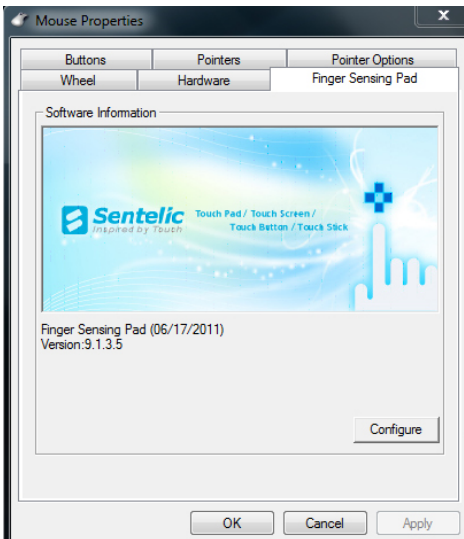 Mouse Properties
x
Buttons
Pointers
Pointer Options
Wheel
Hardware
Finger Sensing Pad
Software Information
Sentelic
Inspired by Touch
Touch Pad / Touch Screen /
Touch Button / Touch Stick
Finger Sensing Pad (06/17/2011)
Version:9.1.3.5
Configure
OK
Cancel
Apply